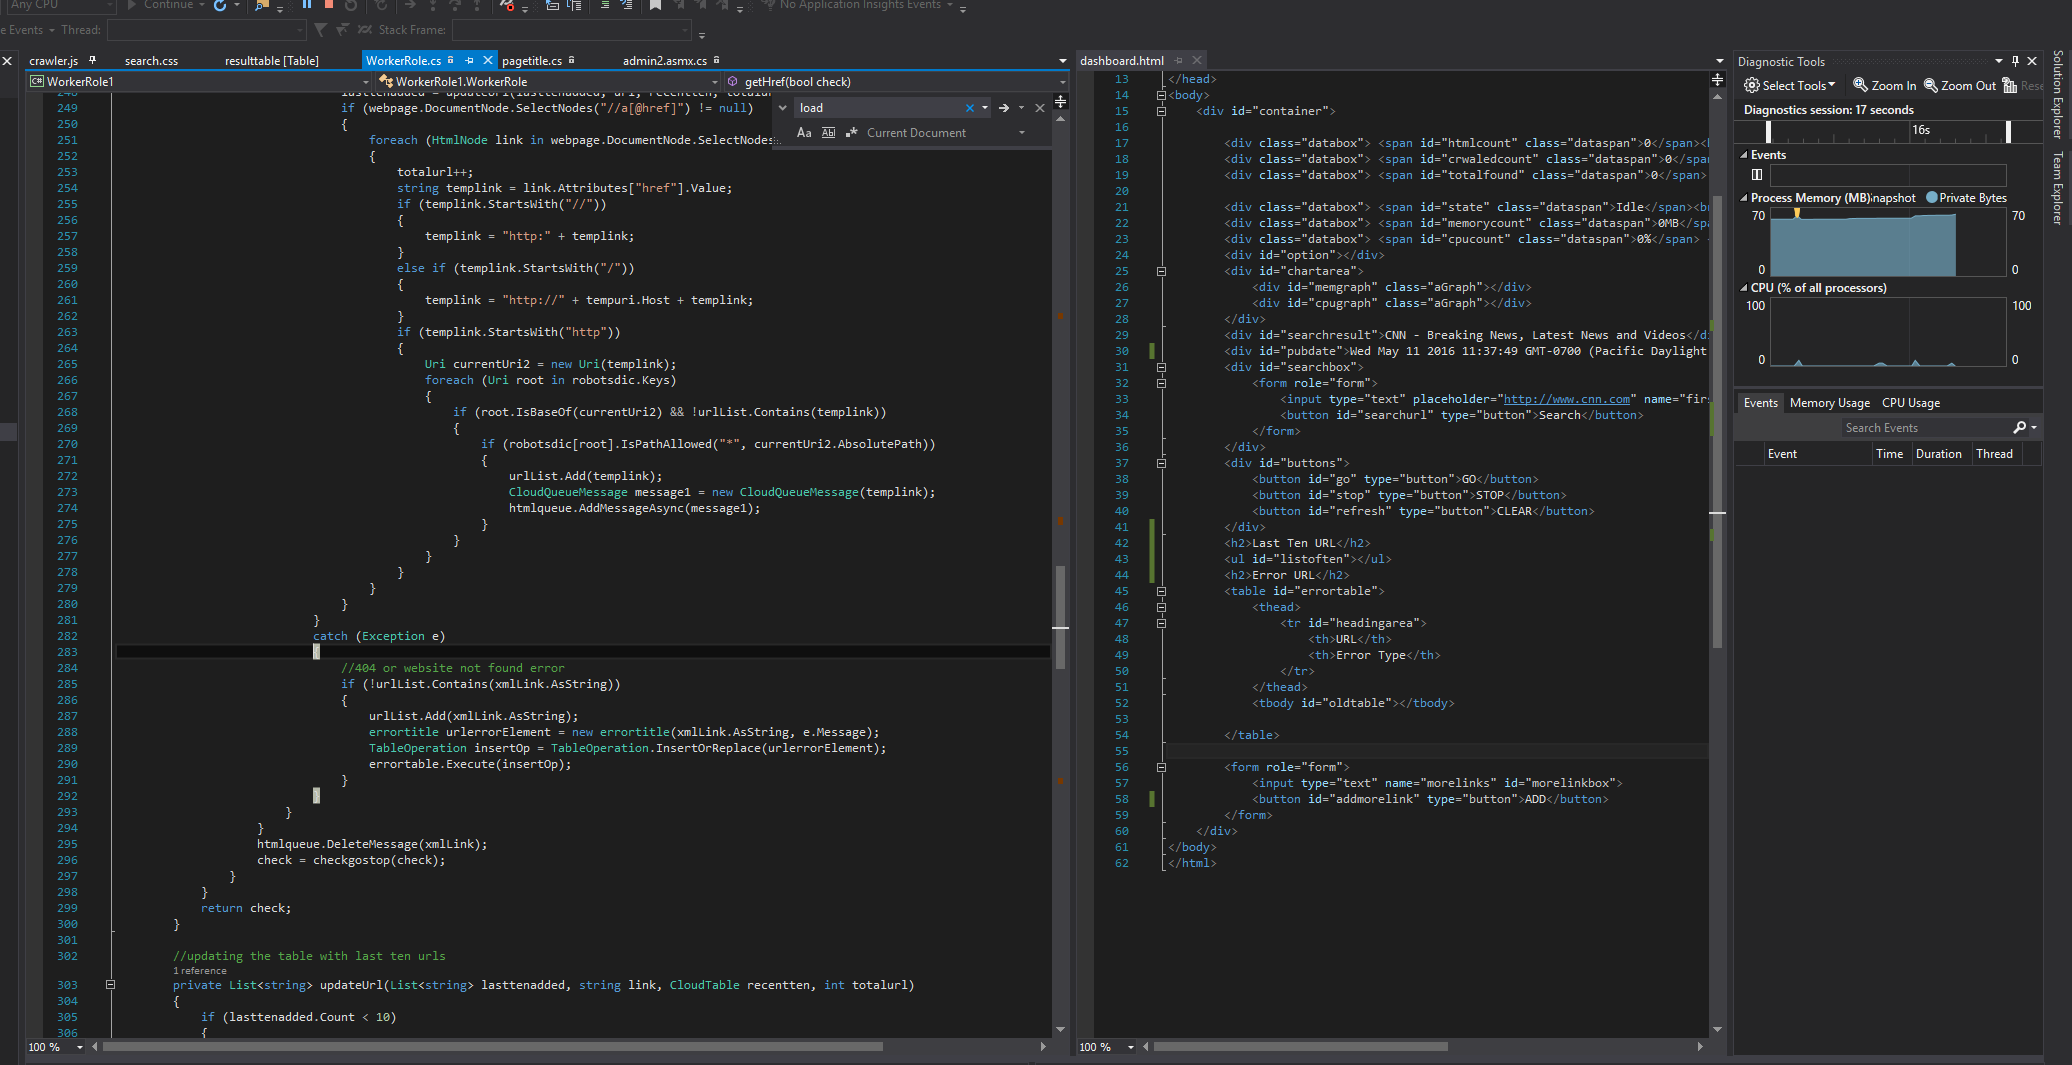 Any CPU
Continue
No Application Insights Events
e Events
Thread:
Stack Frame:
crawler.js
search.css
resulttable [Table]
WorkerRole.cs
pagetitle.cs
admin2.asmx.cs
WorkerRole1
WorkerRole1.WorkerRole
getHref(bool check)
load
Aa Current Document
249 if (webpage.DocumentNode.SelectNodes("//a[@href]") != null)
250 {
251 foreach (HtmlNode link in webpage.DocumentNode.SelectNodes
252 {
253 totalurl++;
254 string templink = link.Attributes["href"].Value;
255 if (templink.StartsWith("//"))
256 {
257 templink = "http:" + templink;
258 }
259 else if (templink.StartsWith("/"))
260 {
261 templink = "http://" + tempuri.Host + templink;
262 }
263 if (templink.StartsWith("http"))
264 {
265 Uri currentUri2 = new Uri(templink);
266 foreach (Uri root in robotsdic.Keys)
267 {
268 if (root.IsBaseOf(currentUri2) && !urlList.Contains(templink))
269 {
270 if (robotsdic[root].IsPathAllowed("*", currentUri2.AbsolutePath))
271 {
272 urlList.Add(templink);
273 CloudQueueMessage message1 = new CloudQueueMessage(templink);
274 htmlqueue.AddMessageAsync(message1);
275 }
276 }
277 }
278 }
279 }
280 }
281 }
282 catch (Exception e)
283 {
284 //404 or website not found error
285 if (!urlList.Contains(xmlLink.AsString))
286 {
287 urlList.Add(xmlLink.AsString);
288 errortitle urlerrorElement = new errortitle(xmlLink.AsString, e.Message);
289 TableOperation insertOp = TableOperation.InsertOrReplace(urlerrorElement);
290 errortable.Execute(insertOp);
291 }
292 }
293 }
294 }
295 htmlqueue.DeleteMessage(xmlLink);
296 check = checkgostop(check);
297 }
298 }
299 return check;
300 }
301
302 //updating the table with last ten urls
1 reference
303 private List<string> updateUrl(List<string> lasttenadded, string link, CloudTable recentten, int totalurl)
304 {
305 if (lasttenadded.Count < 10)
306 {
100 %
dashboard.html
13 </head>
14 <body>
15 <div id="container">
16
17 <div class="databox"> <span id="htmlcount" class="dataspan">0</span><
18 <div class="databox"> <span id="crwaledcount" class="dataspan">0</spa
19 <div class="databox"> <span id="totalfound" class="dataspan">0</span>
20
21 <div class="databox"> <span id="state" class="dataspan">Idle</span><b
22 <div class="databox"> <span id="memorycount" class="dataspan">0MB</sp
23 <div class="databox"> <span id="cpucount" class="dataspan">0%</span>
24 <div id="option"></div>
25 <div id="chartarea">
26 <div id="memgraph" class="aGraph"></div>
27 <div id="cpugraph" class="aGraph"></div>
28 </div>
29 <div id="searchresult">CNN - Breaking News, Latest News and Videos</di
30 <div id="pubdate">Wed May 11 2016 11:37:49 GMT-0700 (Pacific Daylight
31 <div id="searchbox">
32 <form role="form">
33 <input type="text" placeholder="http://www.cnn.com" name="fir
34 <button id="searchurl" type="button">Search</button>
35 </form>
36 </div>
37 <div id="buttons">
38 <button id="go" type="button">GO</button>
39 <button id="stop" type="button">STOP</button>
40 <button id="refresh" type="button">CLEAR</button>
41 </div>
42 <h2>Last Ten URL</h2>
43 <ul id="listoften"></ul>
44 <h2>Error URL</h2>
45 <table id="errortable">
46 <thead>
47 <tr id="headingarea">
48 <th>URL</th>
49 <th>Error Type</th>
50 </tr>
51 </thead>
52 <tbody id="oldtable"></tbody>
53
54 </table>
55
56 <form role="form">
57 <input type="text" name="morelinks" id="morelinkbox">
58 <button id="addmorelink" type="button">ADD</button>
59 </form>
60 </div>
61 </body>
62 </html>
100 %
Diagnostic Tools
Select Tools Zoom In Zoom Out Rese
Diagnostics session: 17 seconds
16s
Events
Process Memory (MB) napshot Private Bytes
70 70
0 0
CPU (% of all processors)
100 100
0 0
Events Memory Usage CPU Usage
Search Events
Event Time Duration Thread
Solution Explorer
Team Explorer